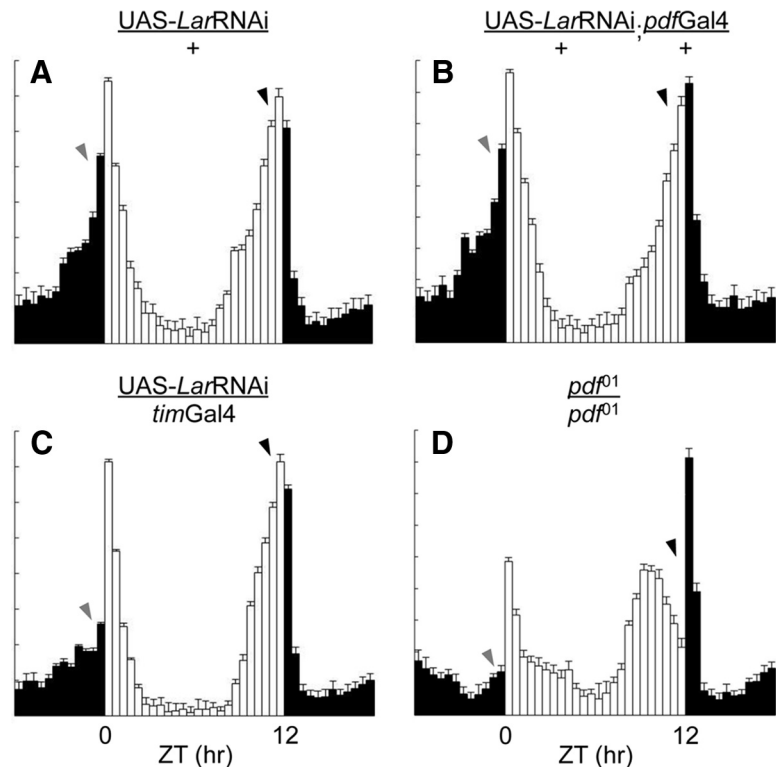 UAS-LarRNAi
+
A
UAS-LarRNAi;pdfGal4
+ +
B
UAS-LarRNAi
timGal4
C
pdf01
pdf01
D
0 12
ZT (hr)
0 12
ZT (hr)